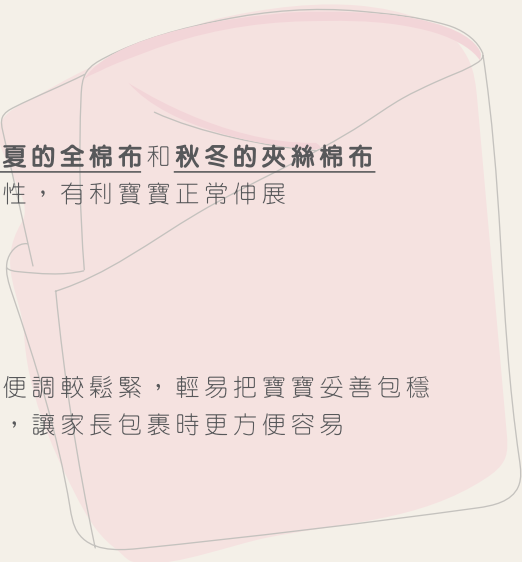 夏的全棉布和秋冬的夾絲棉布
性，有利寶寶正常伸展
便調較鬆緊，輕易把寶寶妥善包穩
，讓家長包裹時更方便容易